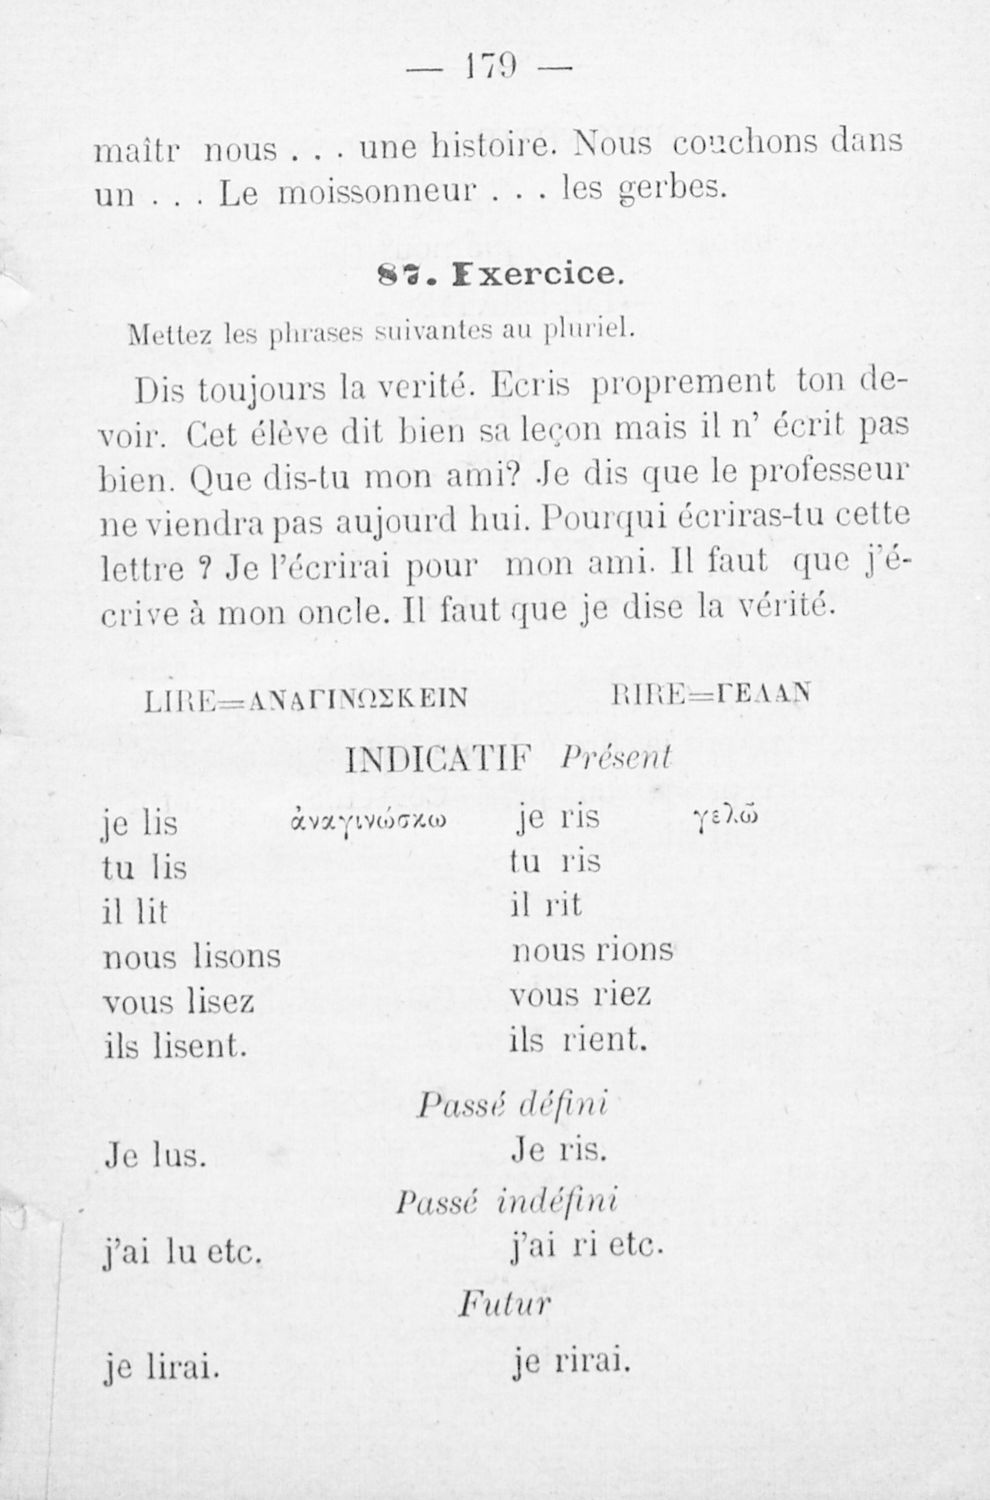 — 179 —
maîtr nous . . . une histoire. Nous couchons dans
un . . . Le moissonneur . . . les gerbes.
87. Exercice.
Mettez les phrases suivantes au pluriel.
Dis toujours la verité. Ecris proprement ton de-
voir. Cet élève dit bien sa leçon mais il n' écrit pas
bien. Que dis-tu mon ami? Je dis que le professeur
ne viendra pas aujourd hui. Pourqui écriras-tu cette
lettre ? Je l'écrirai pour mon ami. Il faut que j'é-
crive à mon oncle. Il faut que je dise la vérité.
LIRE=ΑΝΑΓΙΝΩΣΚΕΙΝ RIRE=ΓΕΛΑΝ
INDICATIF Présent
je lis ἀναγινώσκω je ris γελῶ
tu lis tu ris
il lit il rit
nous lisons nous rions
vous lisez vous riez
ils lisent. ils rient.
Passé défini
Je lus. Je ris.
Passé indéfini
j'ai lu etc. j'ai ri etc.
Futur
je lirai. je rirai.